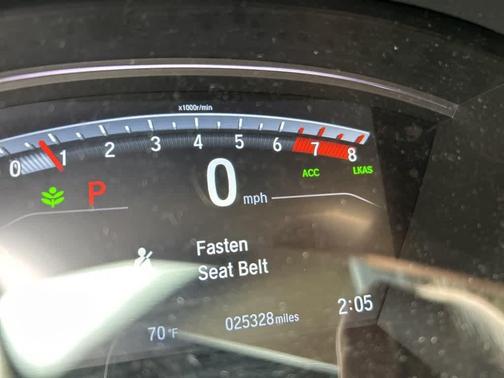 x1000r/min
0 1 2 3 4 5 6 7 8
P 0 mph ACC LKAS
Fasten
Seat Belt
70°F 025328 miles 2:05